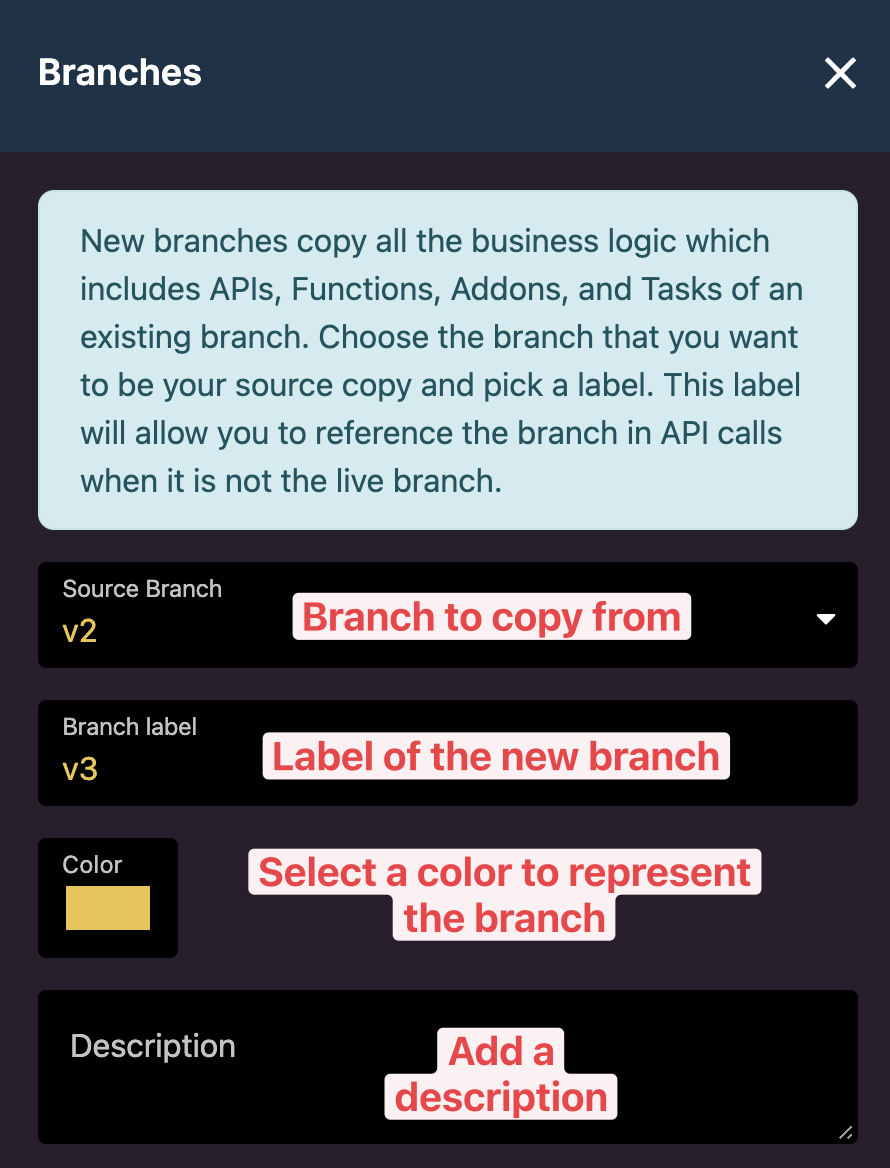 Branches
New branches copy all the business logic which
includes APIs, Functions, Addons, and Tasks of an
existing branch. Choose the branch that you want
to be your source copy and pick a label. This label
will allow you to reference the branch in API calls
when it is not the live branch.
Source Branch
v2
Branch to copy from
Branch label
v3
Label of the new branch
Color
Select a color to represent
the branch
Description
Add a
description